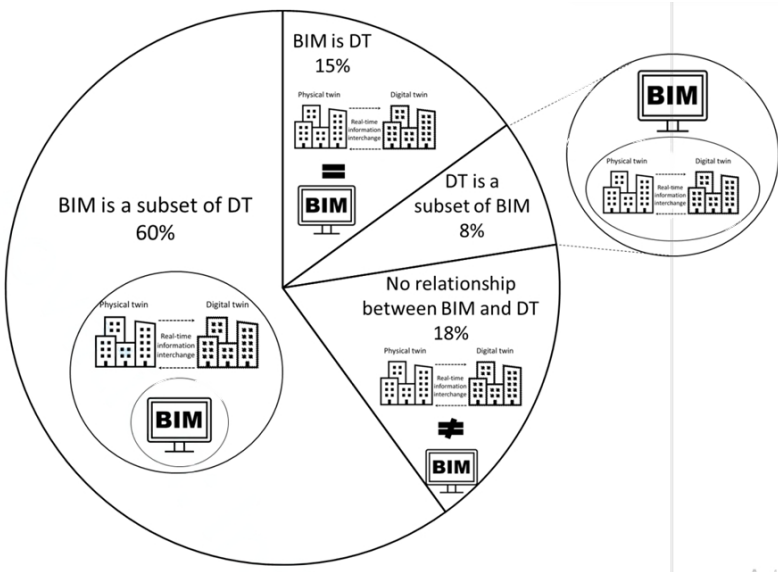 BIM is DT
15%
Physical twin
Digital twin
Real-time
information
interchange
BIM
DT is a
subset of BIM
8%
BIM
Physical twin
Digital twin
Real-time
information
interchange
No relationship
between BIM and DT
18%
Physical twin
Digital twin
Real-time
information
interchange
≠
BIM
BIM is a subset of DT
60%
Physical twin
Digital twin
Real-time
information
interchange
BIM